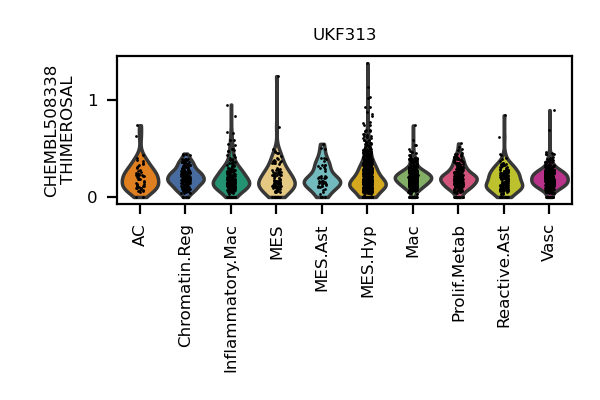 UKF313
CHEMBL508338
THIMEROSAL
1
0
AC
Chromatin.Reg
Inflammatory.Mac
MES
MES.Ast
MES.Hyp
Mac
Prolif.Metab
Reactive.Ast
Vasc